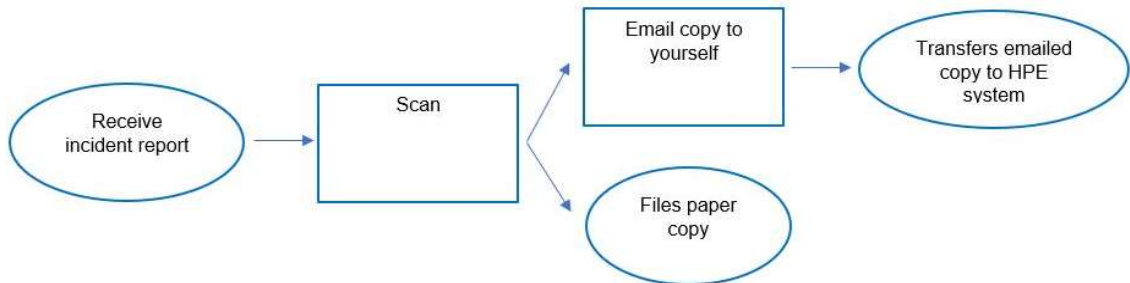 Receive
incident report
Scan
Email copy to
yourself
Transfers emailed
copy to HPE
system
Files paper
copy